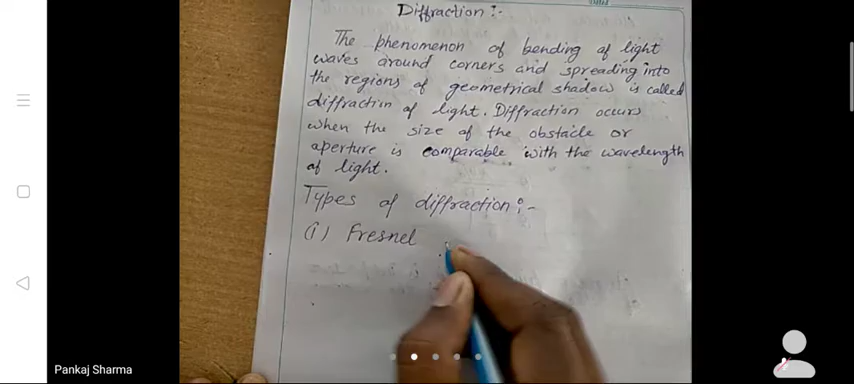 Diffraction :-
The phenomenon of bending of light
waves around corners and spreading into
the regions of geometrical shadow is called
diffraction of light. Diffraction occurs
when the size of the obstacle or
aperture is comparable with the wavelength
of light.
Types of diffraction :-
(i) Fresnel
Pankaj Sharma